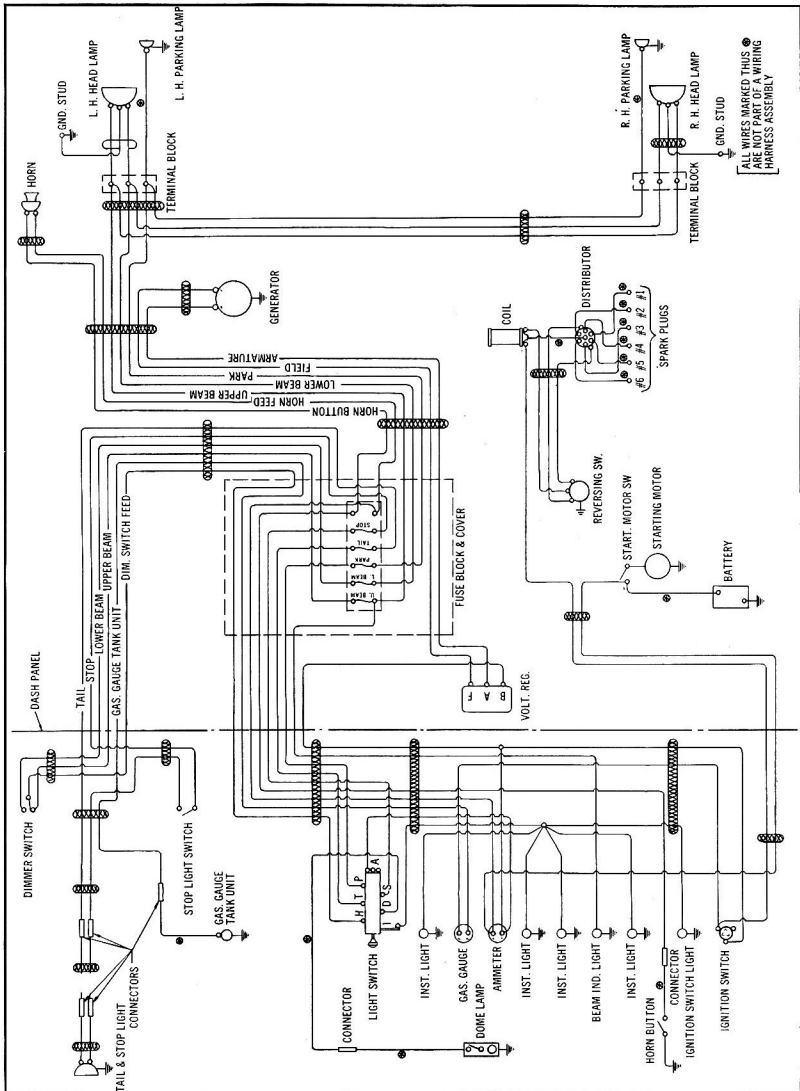 L. H. PARKING LAMP
L. H. HEAD LAMP
GND. STUD
HORN
TERMINAL BLOCK
R. H. PARKING LAMP
R. H. HEAD LAMP
GND. STUD
TERMINAL BLOCK
ALL WIRES MARKED THUS
ARE NOT PART OF A WIRING
HARNESS ASSEMBLY
GENERATOR
ARMATURE
FIELD
PARK
LOWER BEAM
UPPER BEAM
HORN FEED
HORN BUTTON
COIL
DISTRIBUTOR
#1
#2
#3
#4
#5
#6
SPARK PLUGS
REVERSING SW.
START. MOTOR SW
STARTING MOTOR
BATTERY
FUSE BLOCK & COVER
STOP
TAIL
PARK
L. BEAM
U. BEAM
DIM. SWITCH FEED
UPPER BEAM
GAS. GAUGE TANK UNIT
LOWER BEAM
STOP
TAIL
DASH PANEL
F
A
B
VOLT. REG.
DIMMER SWITCH
STOP LIGHT SWITCH
GAS. GAUGE
TANK UNIT
CONNECTORS
TAIL & STOP LIGHT
H
T
P
A
I
D
S
LIGHT SWITCH
CONNECTOR
DOME LAMP
INST. LIGHT
GAS. GAUGE
AMMETER
INST. LIGHT
INST. LIGHT
BEAM IND. LIGHT
INST. LIGHT
CONNECTOR
HORN BUTTON
IGNITION SWITCH LIGHT
IGNITION SWITCH